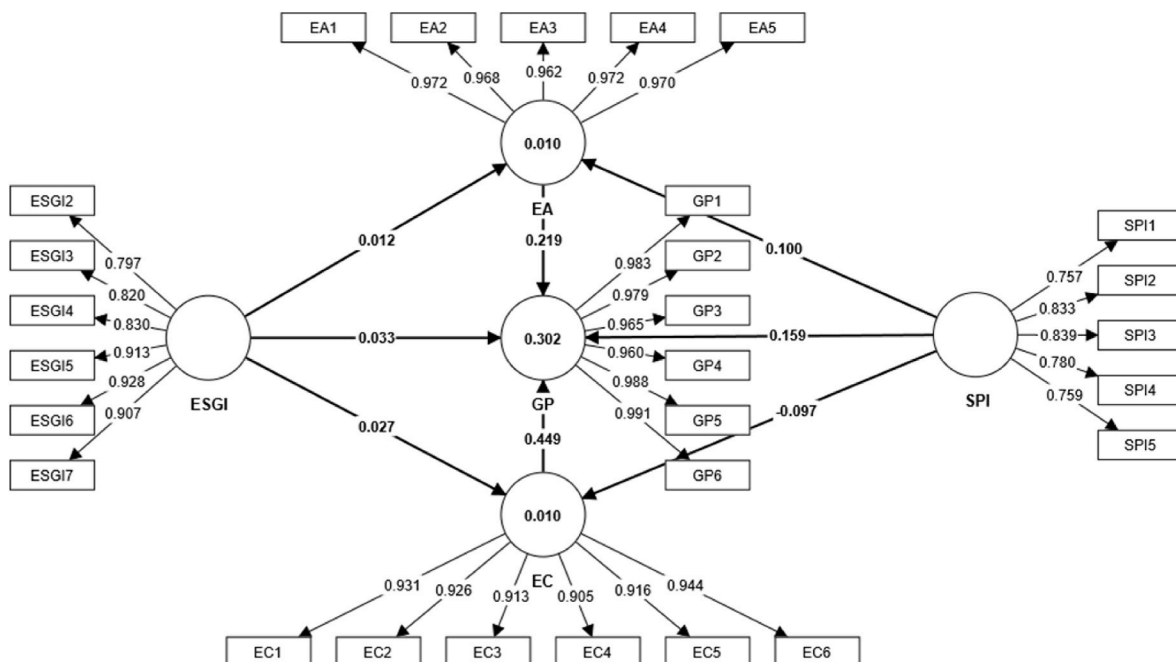 EA1 EA2 EA3 EA4 EA5
0.972 0.968 0.962 0.972 0.970
0.010
EA
0.219
ESGI2
ESGI3
ESGI4
ESGI5
ESGI6
ESGI7
0.797
0.820
0.830
0.913
0.928
0.907
ESGI
0.012
0.033
0.027
GP1
GP2
GP3
GP4
GP5
GP6
0.983
0.979
0.965
0.960
0.988
0.991
0.302
GP
0.449
0.100
0.159
-0.097
SPI
0.757
0.833
0.839
0.780
0.759
SPI1
SPI2
SPI3
SPI4
SPI5
0.010
EC
0.931 0.926 0.913 0.905 0.916 0.944
EC1 EC2 EC3 EC4 EC5 EC6